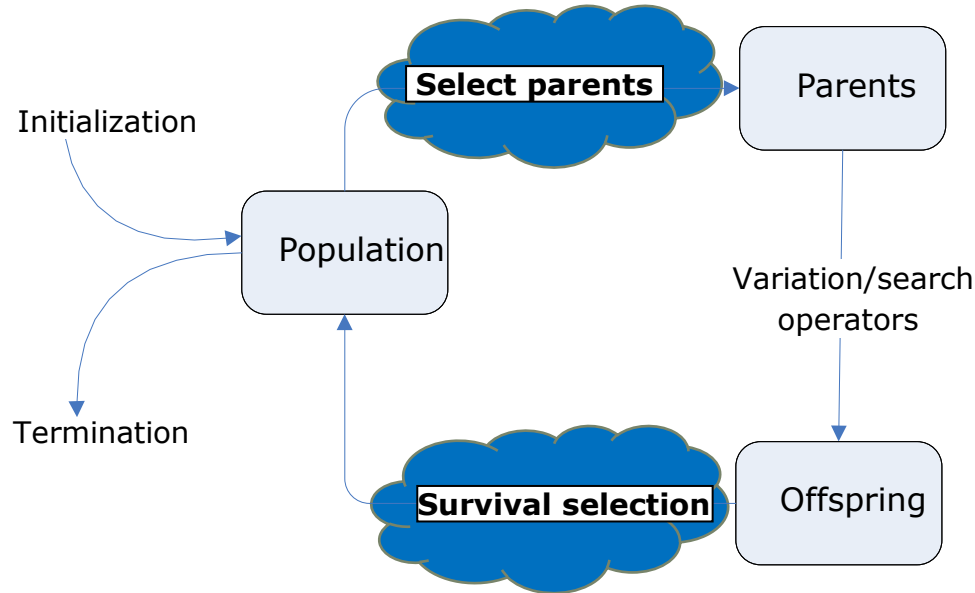 Select parents
Parents
Initialization
Population
Variation/search
operators
Termination
Survival selection
Offspring